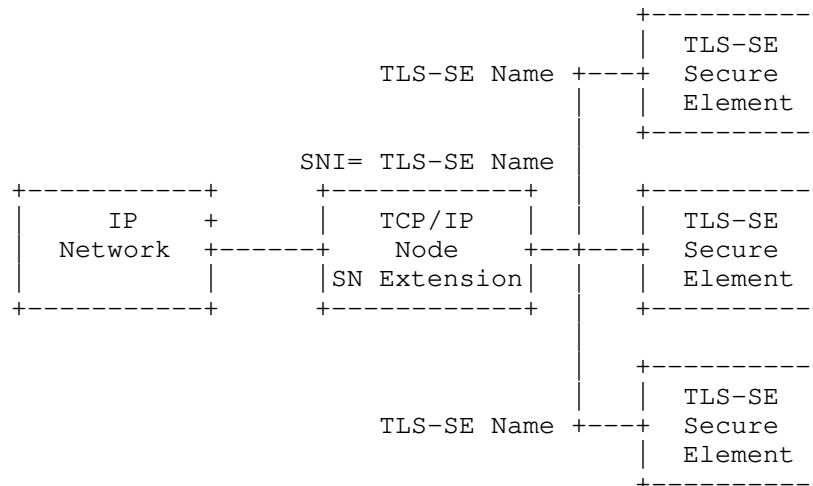 TLS-SE
TLS-SE Name Secure
Element
SNI= TLS-SE Name
IP TCP/IP TLS-SE
Network Node Secure
SN Extension Element
TLS-SE
TLS-SE Name Secure
Element